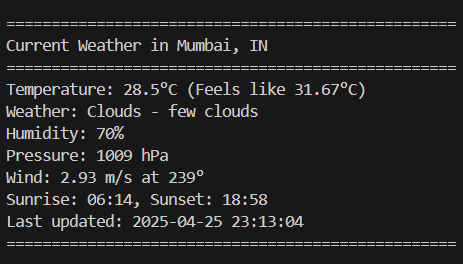 ==================================================
Current Weather in Mumbai, IN
==================================================
Temperature: 28.5°C (Feels like 31.67°C)
Weather: Clouds - few clouds
Humidity: 70%
Pressure: 1009 hPa
Wind: 2.93 m/s at 239°
Sunrise: 06:14, Sunset: 18:58
Last updated: 2025-04-25 23:13:04
==================================================